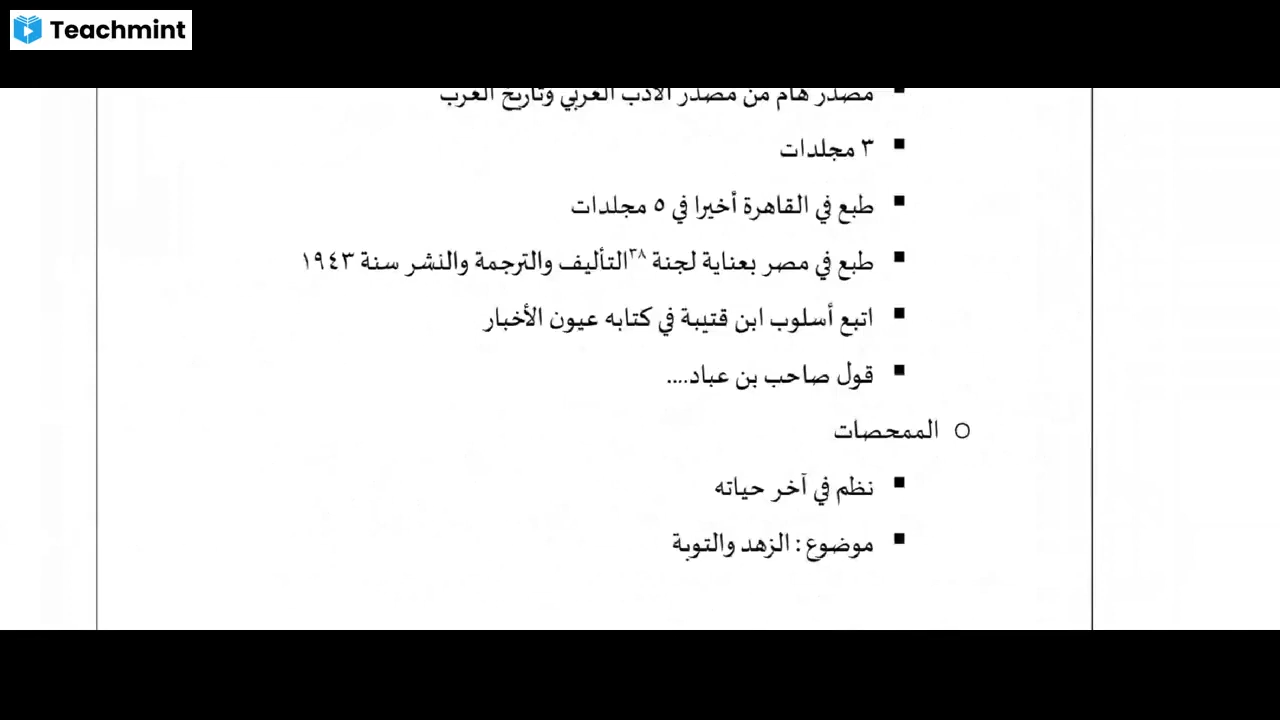 Teachmint
مصدر هام من مصدر الأدب العربي وتاريخ العرب
٣ مجلدات
طبع في القاهرة أخيرا في ٥ مجلدات
طبع في مصر بعناية لجنة ٣٨التأليف والترجمة والنشر سنة ١٩٤٣
اتبع أسلوب ابن قتيبة في كتابه عيون الأخبار
قول صاحب بن عباد....
الممحصات
نظم في آخر حياته
موضوع : الزهد والتوبة